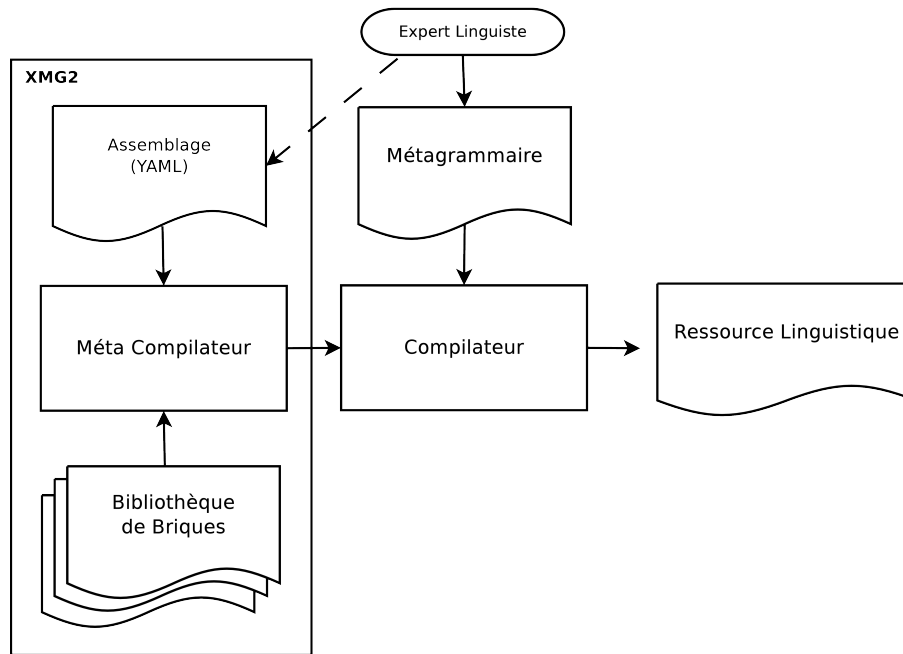 Expert Linguiste
XMG2
Assemblage
(YAML)
Métagrammaire
Méta Compilateur
Compilateur
Ressource Linguistique
Bibliothèque
de Briques